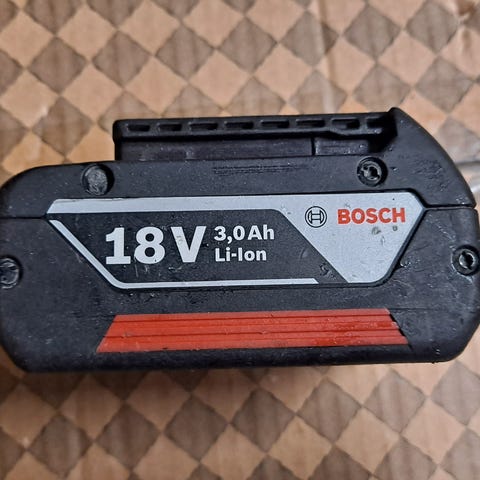 18V
3,0Ah
Li-Ion
BOSCH